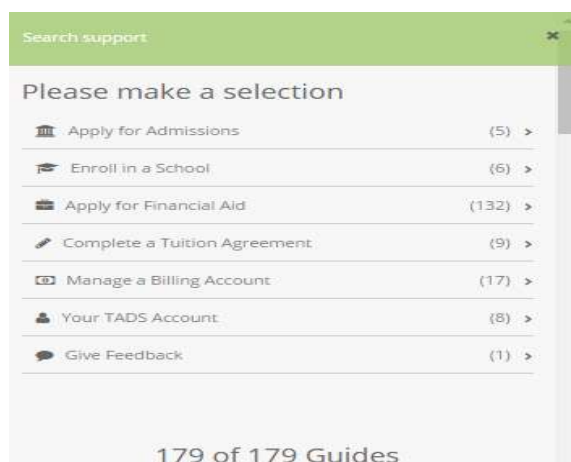 Search support
Please make a selection
Apply for Admissions (5) >
Enroll in a School (6) >
Apply for Financial Aid (132) >
Complete a Tuition Agreement (9) >
Manage a Billing Account (17) >
Your TADS Account (8) >
Give Feedback (1) >
179 of 179 Guides